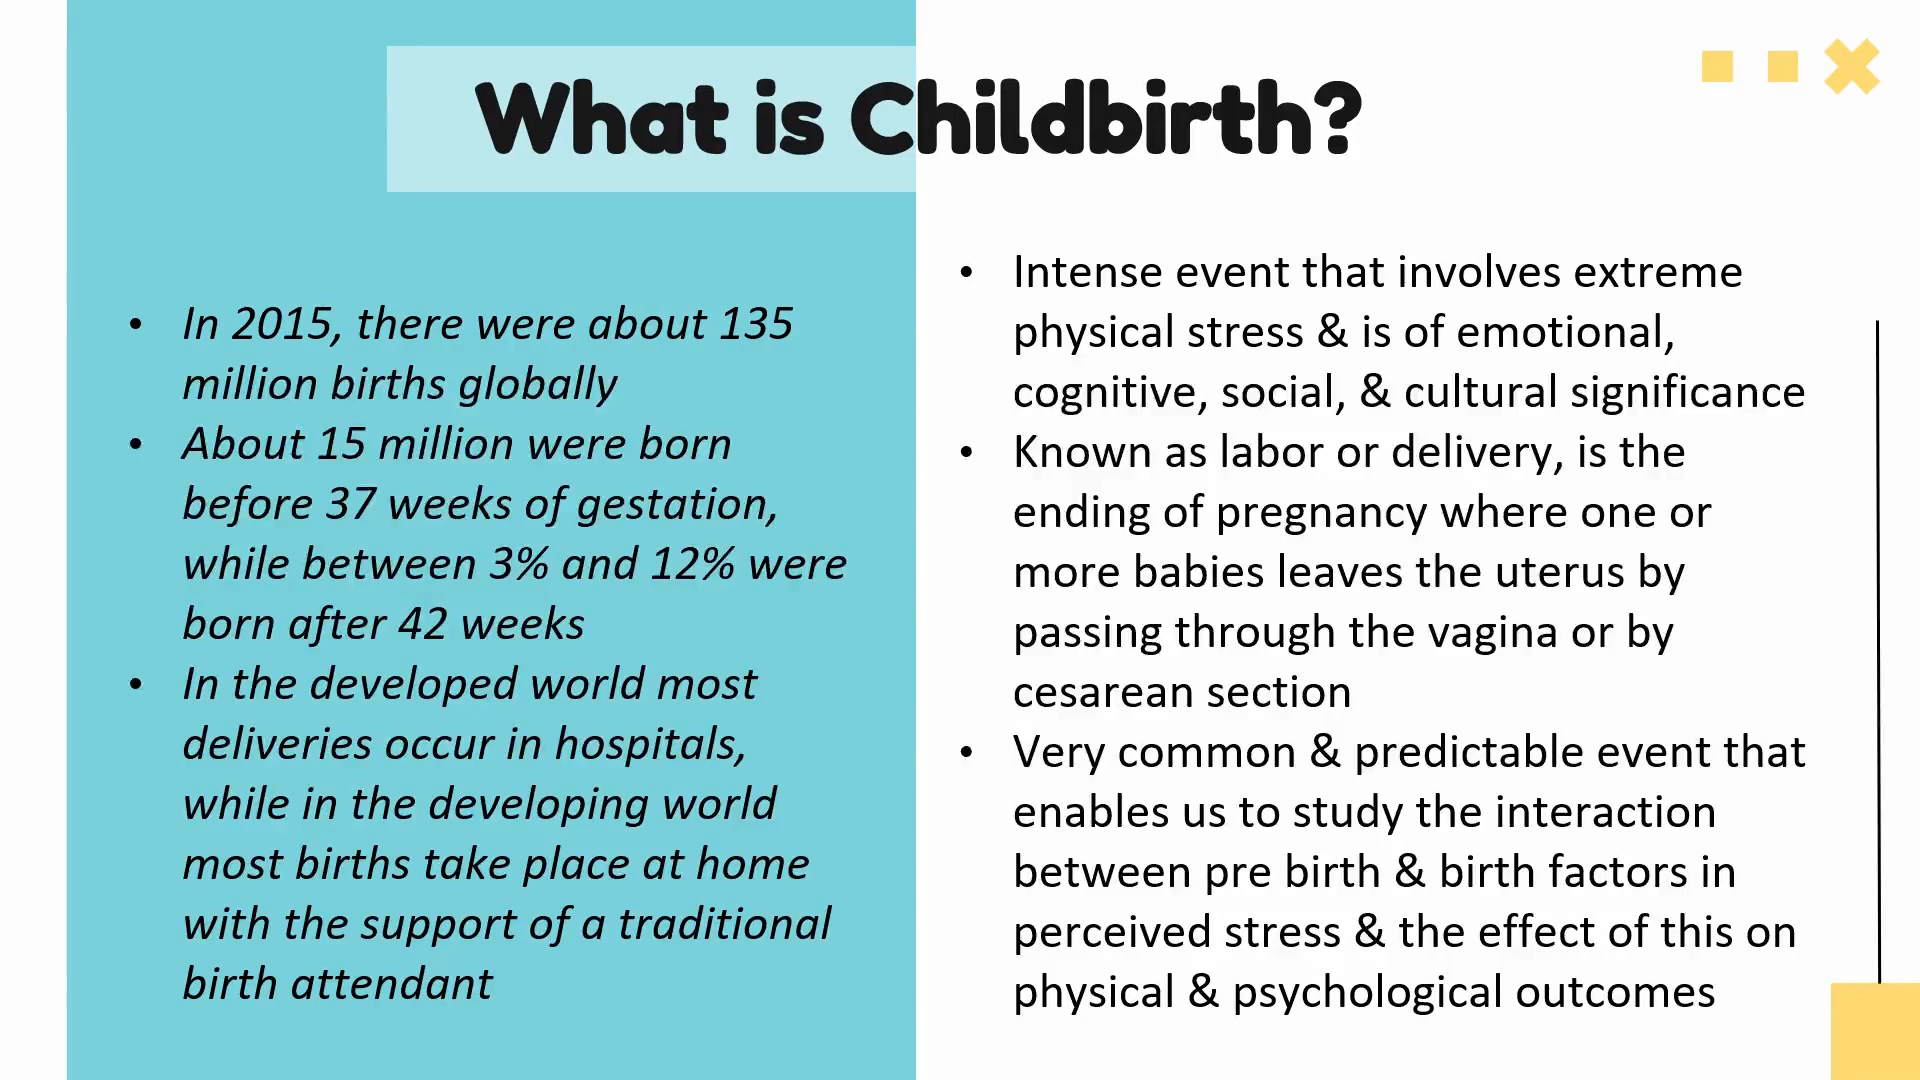 What is Childbirth?
• In 2015, there were about 135
million births globally
• About 15 million were born
before 37 weeks of gestation,
while between 3% and 12% were
born after 42 weeks
• In the developed world most
deliveries occur in hospitals,
while in the developing world
most births take place at home
with the support of a traditional
birth attendant
• Intense event that involves extreme
physical stress & is of emotional,
cognitive, social, & cultural significance
• Known as labor or delivery, is the
ending of pregnancy where one or
more babies leaves the uterus by
passing through the vagina or by
cesarean section
• Very common & predictable event that
enables us to study the interaction
between pre birth & birth factors in
perceived stress & the effect of this on
physical & psychological outcomes